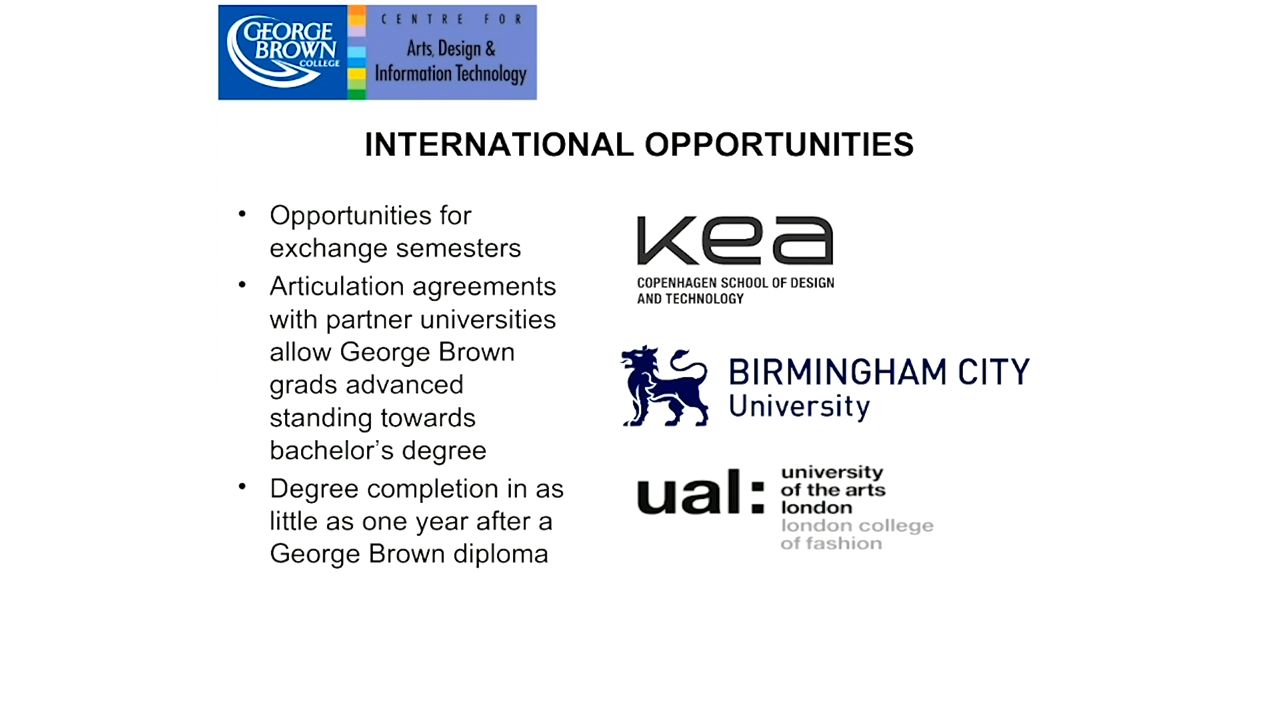 GEORGE
BROWN
COLLEGE
CENTRE FOR
Arts, Design &
Information Technology
INTERNATIONAL OPPORTUNITIES
• Opportunities for
exchange semesters
• Articulation agreements
with partner universities
allow George Brown
grads advanced
standing towards
bachelor’s degree
• Degree completion in as
little as one year after a
George Brown diploma
kea
COPENHAGEN SCHOOL OF DESIGN
AND TECHNOLOGY
BIRMINGHAM CITY
University
ual:
university
of the arts
london
london college
of fashion